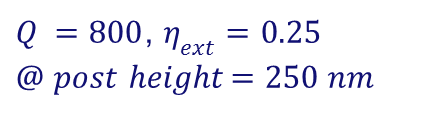 Q = 800, η_ext = 0.25
@ post height = 250 nm